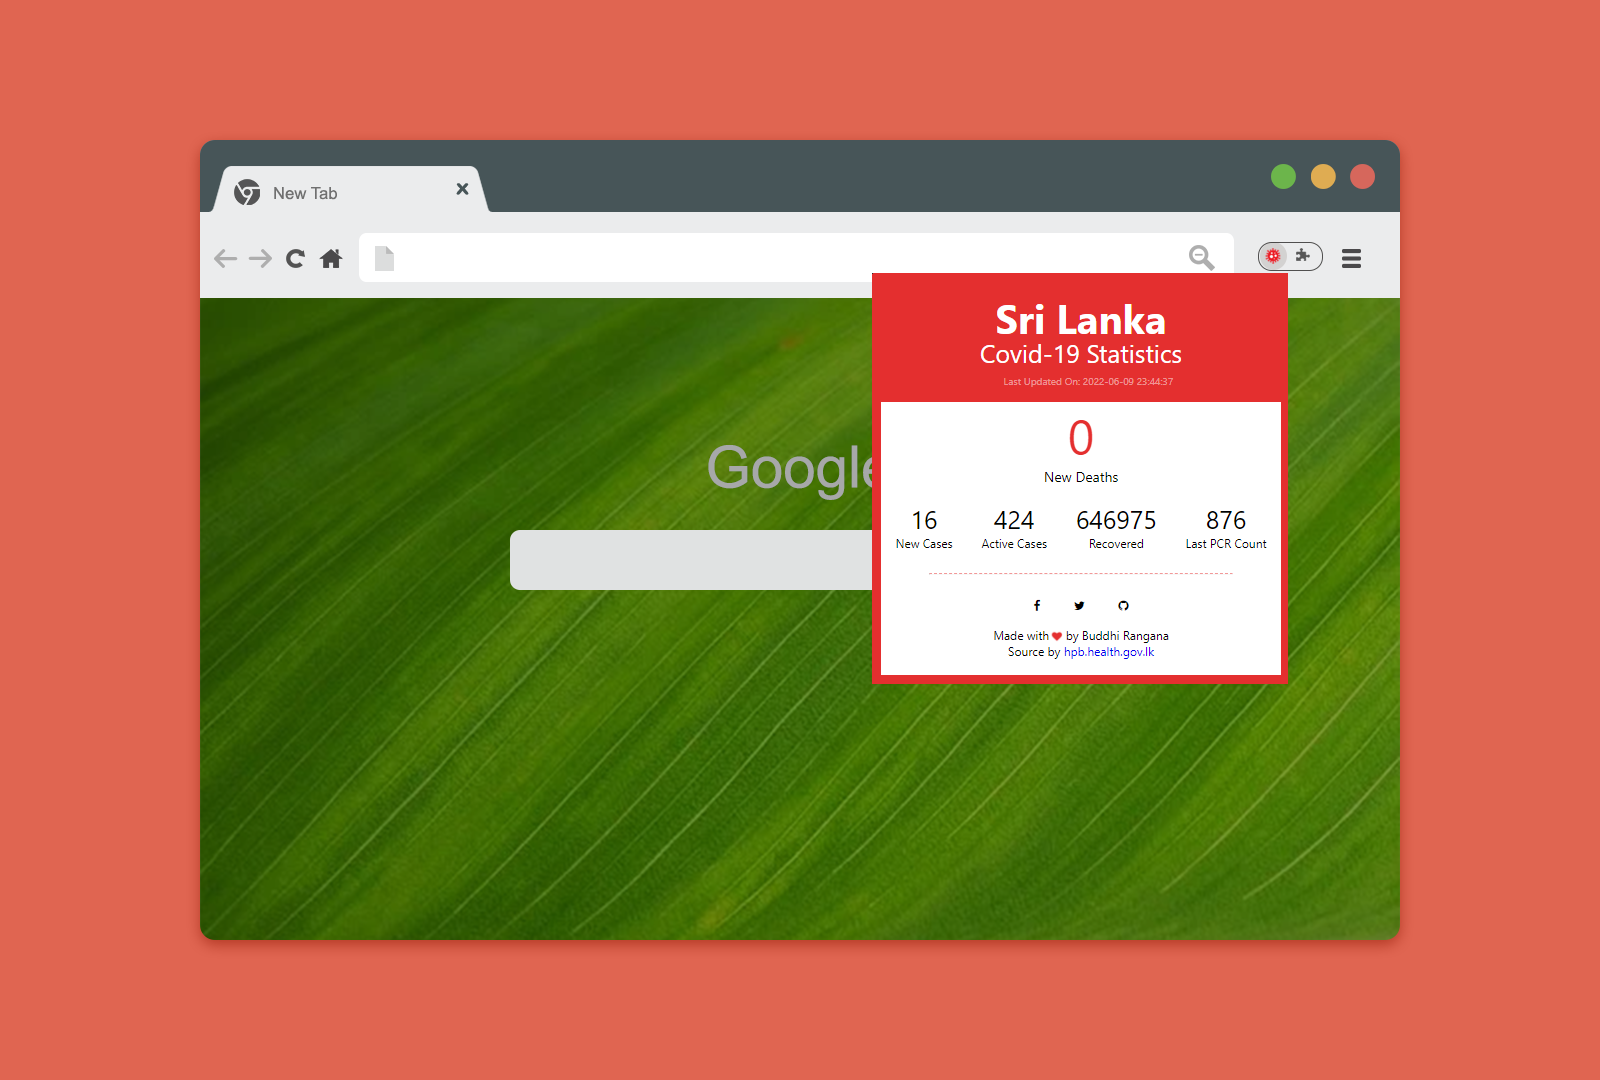 New Tab
Google
Sri Lanka
Covid-19 Statistics
Last Updated On: 2022-06-09 23:44:37
0
New Deaths
16 424 646975 876
New Cases Active Cases Recovered Last PCR Count
Made with ❤ by Buddhi Rangana
Source by hpb.health.gov.lk